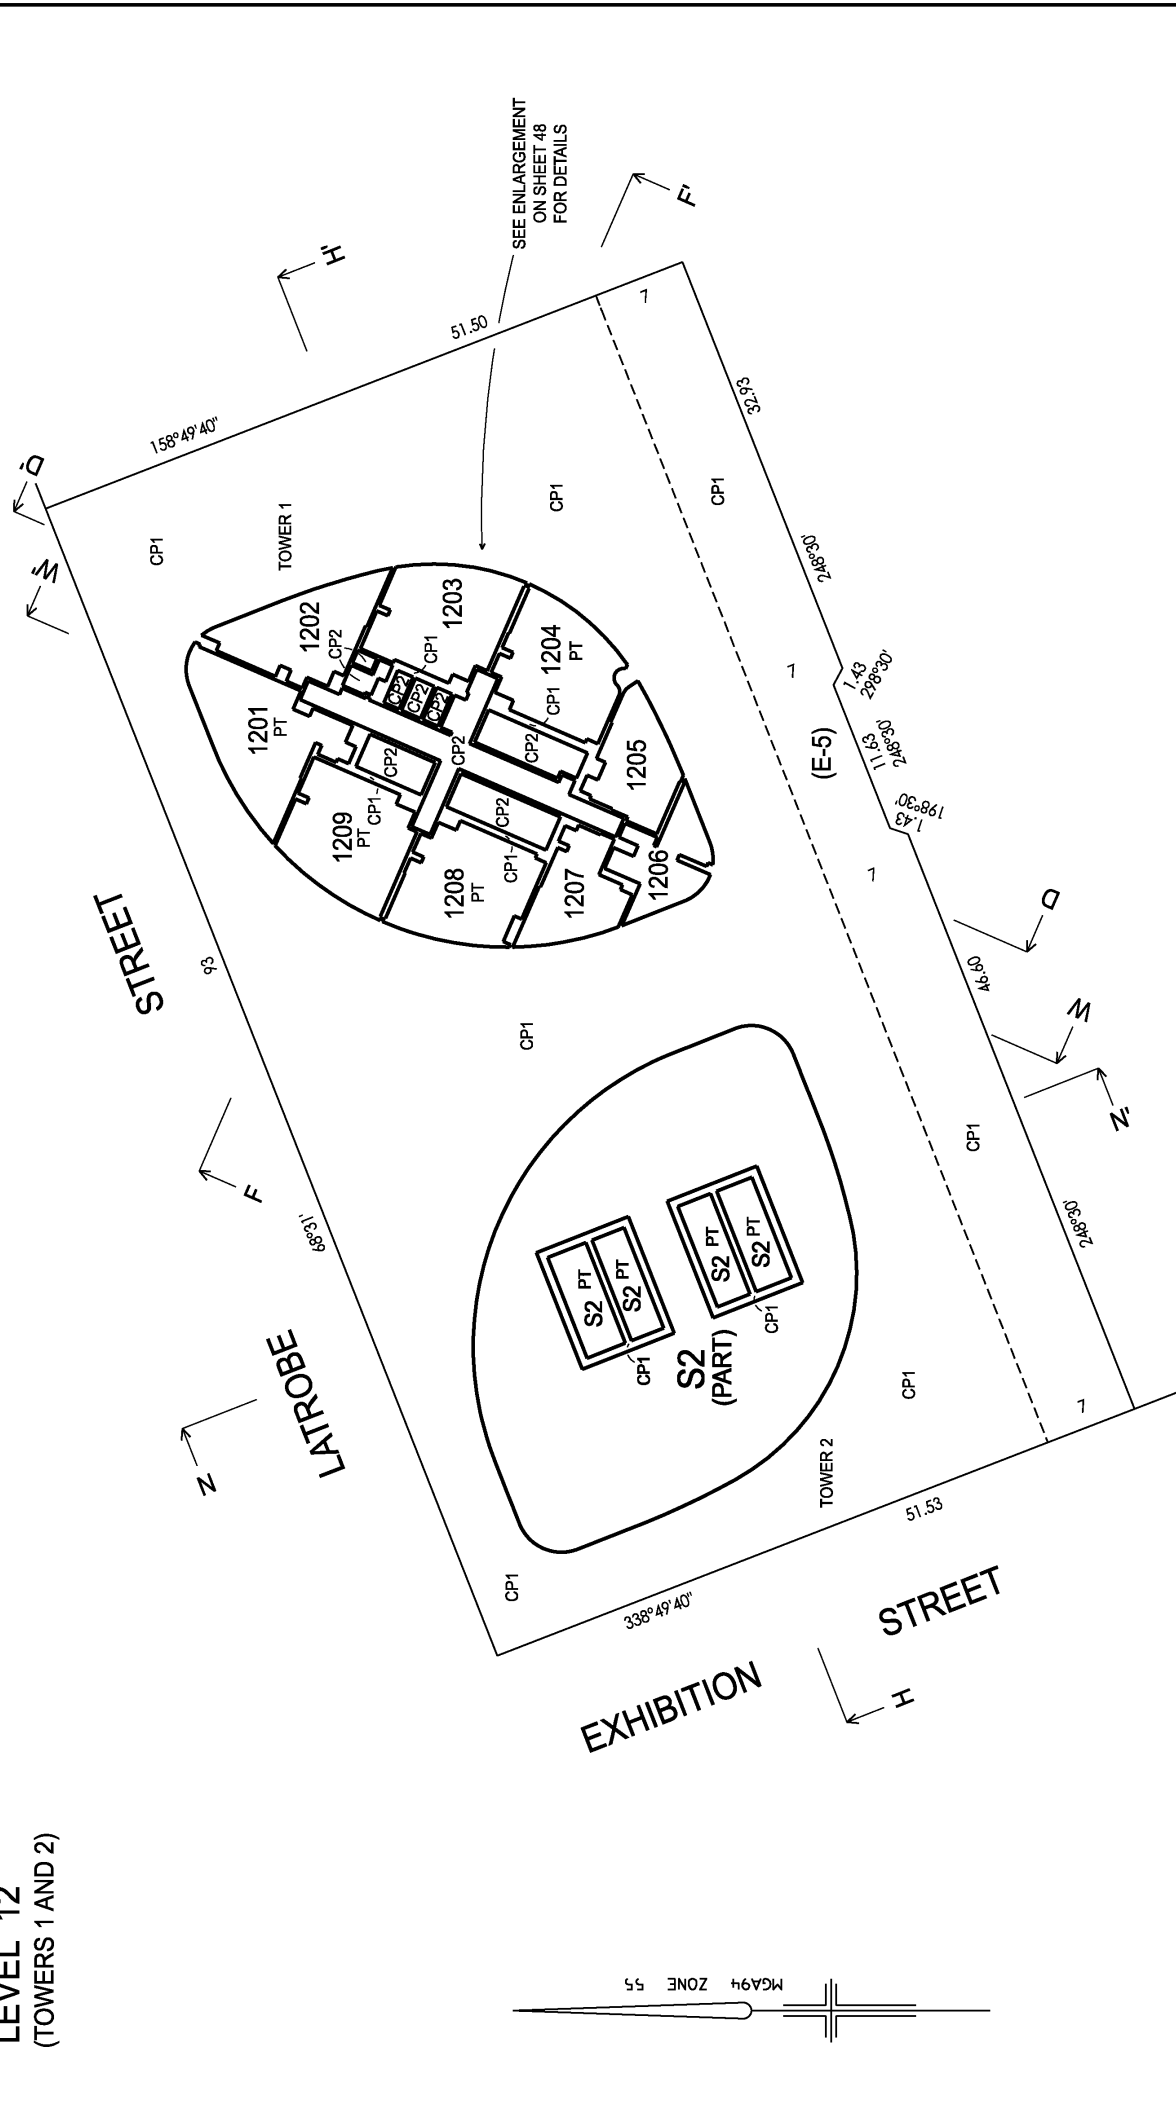 LEVEL 12
(TOWERS 1 AND 2)
SEE ENLARGEMENT
ON SHEET 48
FOR DETAILS
H'
F'
D'
W'
51.50
158°49'40"
7
32.93
CP1
CP1
CP1
TOWER 1
248°30'
1202
CP2
1203
CP1
CP2
CP2
CP2
1204
PT
CP1
CP2
1201
PT
CP2
CP2
1205
CP1
1209
PT
CP2
CP1
1208
PT
1207
1206
7
1.43
298°30'
(E-5)
11.63
248°30'
1.43
198°30'
7
STREET
93
D
46.60
W
CP1
N'
CP1
F
68°31'
248°30'
LATROBE
N
S2 PT
S2 PT
CP1
S2 PT
S2 PT
CP1
S2
(PART)
CP1
7
TOWER 2
51.53
CP1
338°49'40"
STREET
EXHIBITION
H
MGA94 ZONE 55